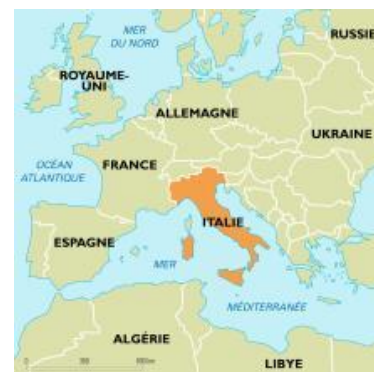 MER
DU NORD
RUSSIE
ROYAUME-
UNI
ALLEMAGNE
UKRAINE
OCÉAN
ATLANTIQUE
FRANCE
ITALIE
ESPAGNE
MER
MÉDITERRANÉE
ALGÉRIE
LIBYE